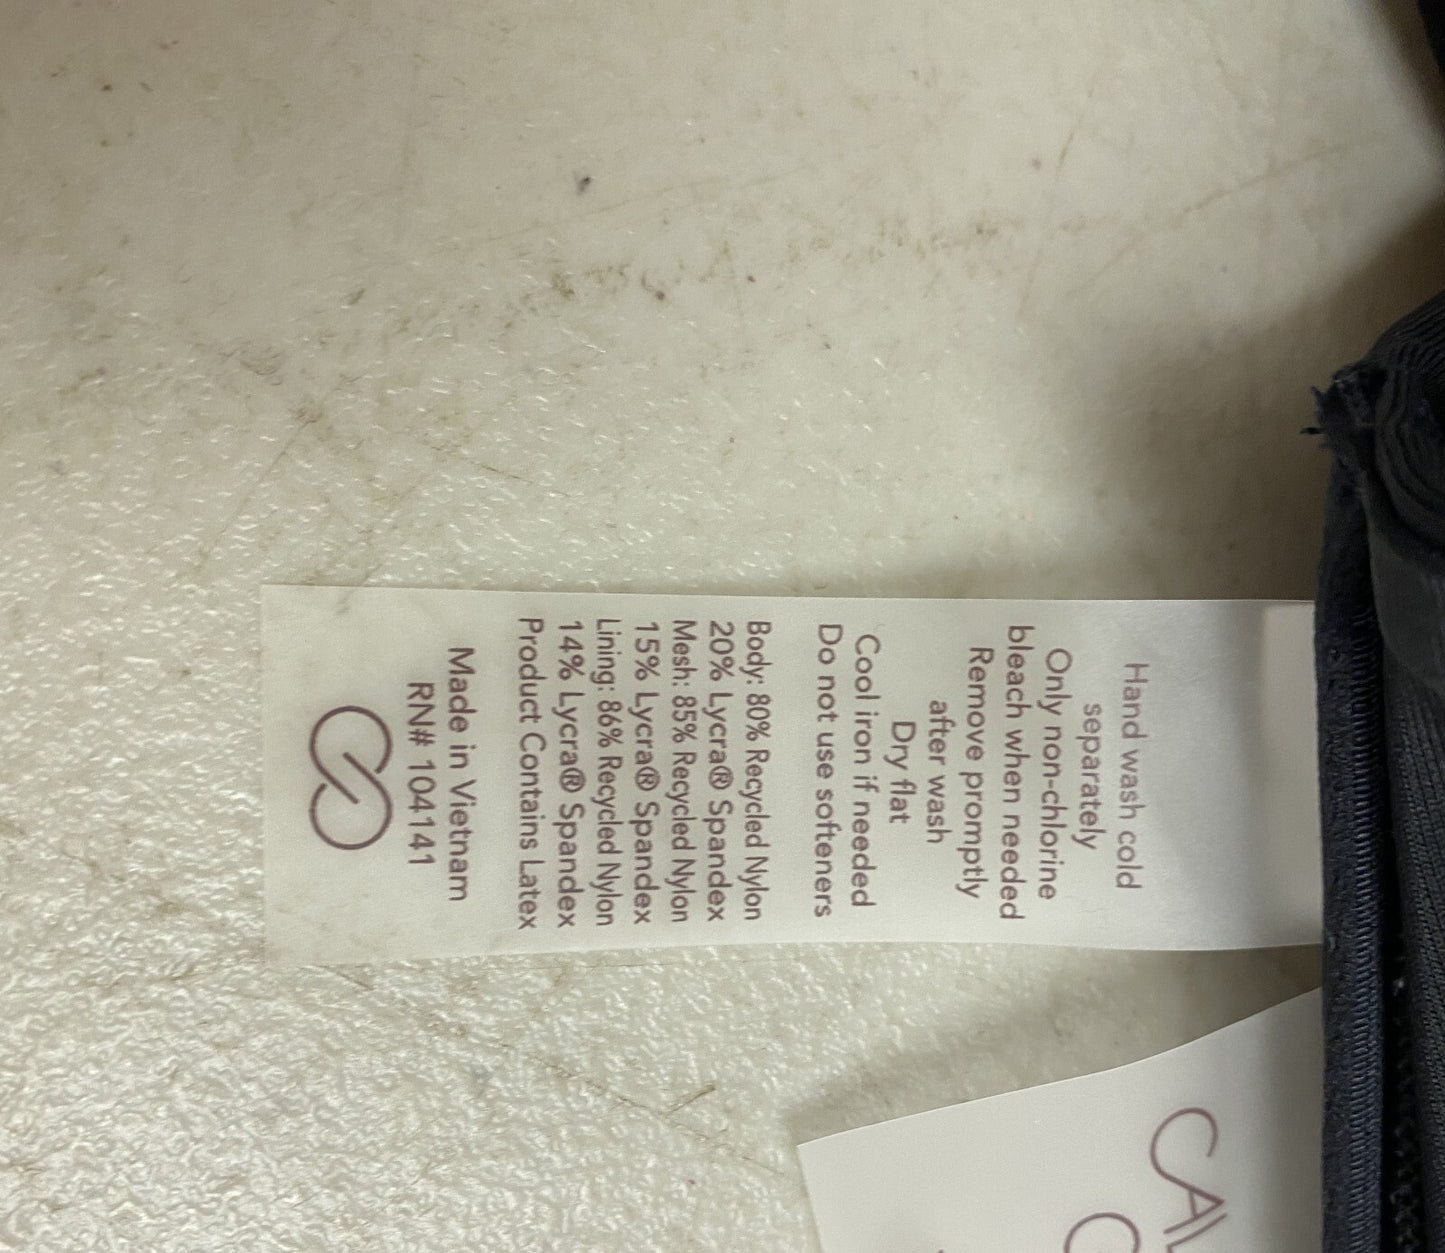 Hand wash cold
separately
Only non-chlorine
bleach when needed
Remove promptly
after wash
Dry flat
Cool iron if needed
Do not use softeners
Body: 80% Recycled Nylon
20% Lycra® Spandex
Mesh: 85% Recycled Nylon
15% Lycra® Spandex
Lining: 86% Recycled Nylon
14% Lycra® Spandex
Product Contains Latex
Made in Vietnam
RN# 104141